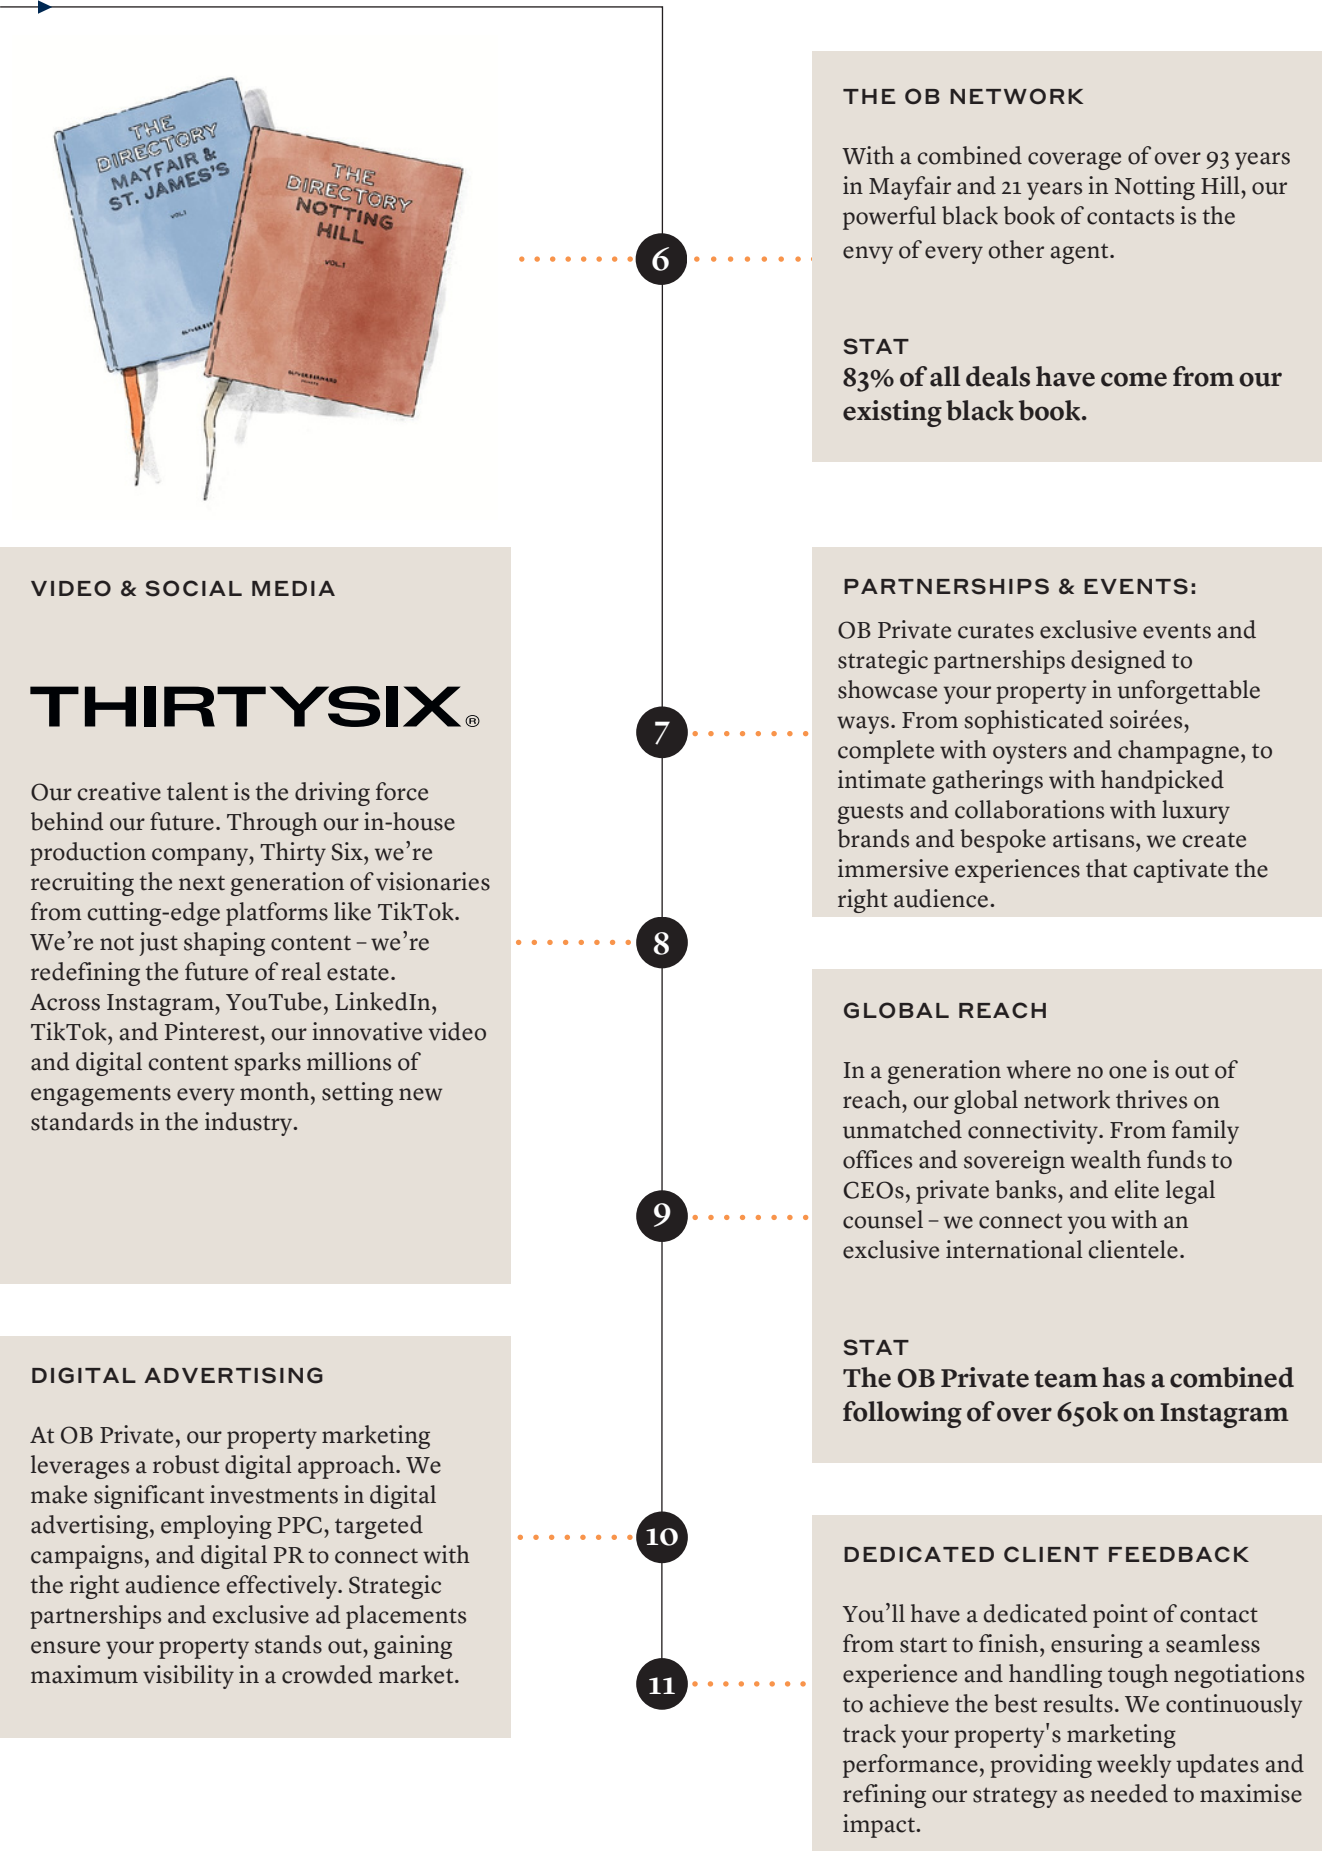 THE
DIRECTORY
MAYFAIR &
ST. JAMES'S
VOL.1
THE
DIRECTORY
NOTTING
HILL
VOL.1
OLIVER BERNARD
PRIVATE
6
THE OB NETWORK
With a combined coverage of over 93 years
in Mayfair and 21 years in Notting Hill, our
powerful black book of contacts is the
envy of every other agent.
STAT
83% of all deals have come from our
existing black book.
7
PARTNERSHIPS & EVENTS:
OB Private curates exclusive events and
strategic partnerships designed to
showcase your property in unforgettable
ways. From sophisticated soirées,
complete with oysters and champagne, to
intimate gatherings with handpicked
guests and collaborations with luxury
brands and bespoke artisans, we create
immersive experiences that captivate the
right audience.
VIDEO & SOCIAL MEDIA
THIRTYSIX®
Our creative talent is the driving force
behind our future. Through our in-house
production company, Thirty Six, we’re
recruiting the next generation of visionaries
from cutting-edge platforms like TikTok.
We’re not just shaping content – we’re
redefining the future of real estate.
Across Instagram, YouTube, LinkedIn,
TikTok, and Pinterest, our innovative video
and digital content sparks millions of
engagements every month, setting new
standards in the industry.
8
9
GLOBAL REACH
In a generation where no one is out of
reach, our global network thrives on
unmatched connectivity. From family
offices and sovereign wealth funds to
CEOs, private banks, and elite legal
counsel – we connect you with an
exclusive international clientele.
STAT
The OB Private team has a combined
following of over 650k on Instagram
DIGITAL ADVERTISING
At OB Private, our property marketing
leverages a robust digital approach. We
make significant investments in digital
advertising, employing PPC, targeted
campaigns, and digital PR to connect with
the right audience effectively. Strategic
partnerships and exclusive ad placements
ensure your property stands out, gaining
maximum visibility in a crowded market.
10
11
DEDICATED CLIENT FEEDBACK
You’ll have a dedicated point of contact
from start to finish, ensuring a seamless
experience and handling tough negotiations
to achieve the best results. We continuously
track your property's marketing
performance, providing weekly updates and
refining our strategy as needed to maximise
impact.